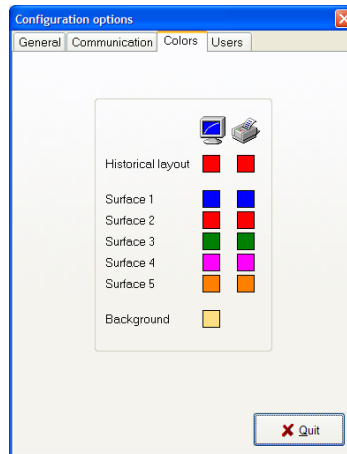 Configuration options
General Communication Colors Users
Historical layout
Surface 1
Surface 2
Surface 3
Surface 4
Surface 5
Background
Quit